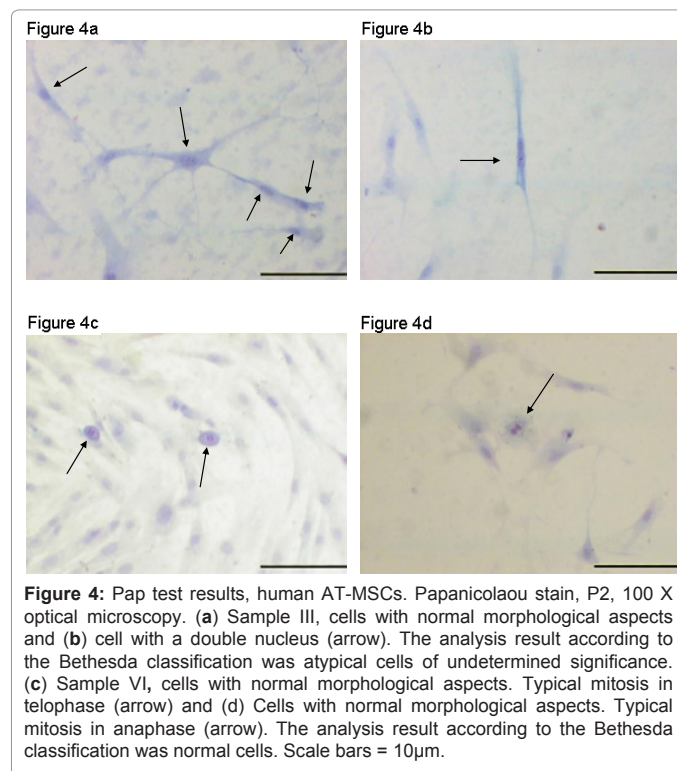 Figure 4a
Figure 4b
Figure 4c
Figure 4d
Figure 4: Pap test results, human AT-MSCs. Papanicolaou stain, P2, 100 X
optical microscopy. (a) Sample III, cells with normal morphological aspects
and (b) cell with a double nucleus (arrow). The analysis result according to
the Bethesda classification was atypical cells of undetermined significance.
(c) Sample VI, cells with normal morphological aspects. Typical mitosis in
telophase (arrow) and (d) Cells with normal morphological aspects. Typical
mitosis in anaphase (arrow). The analysis result according to the Bethesda
classification was normal cells. Scale bars = 10µm.